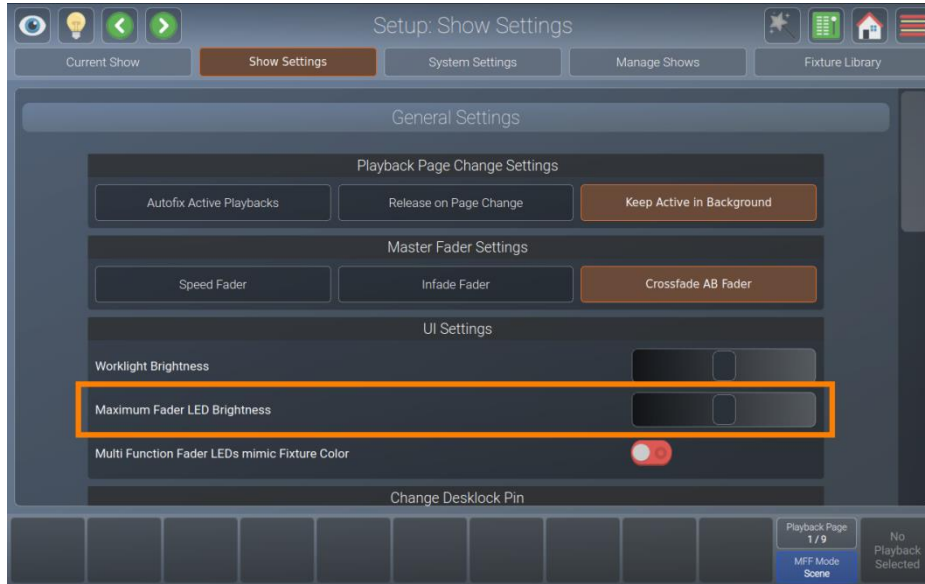 Setup: Show Settings
Current Show
Show Settings
System Settings
Manage Shows
Fixture Library
General Settings
Playback Page Change Settings
Autofix Active Playbacks
Release on Page Change
Keep Active in Background
Master Fader Settings
Speed Fader
Infade Fader
Crossfade AB Fader
UI Settings
Worklight Brightness
Maximum Fader LED Brightness
Multi Function Fader LEDs mimic Fixture Color
Change Desklock Pin
Playback Page
1 / 9
MFF Mode
Scene
No
Playback
Selected